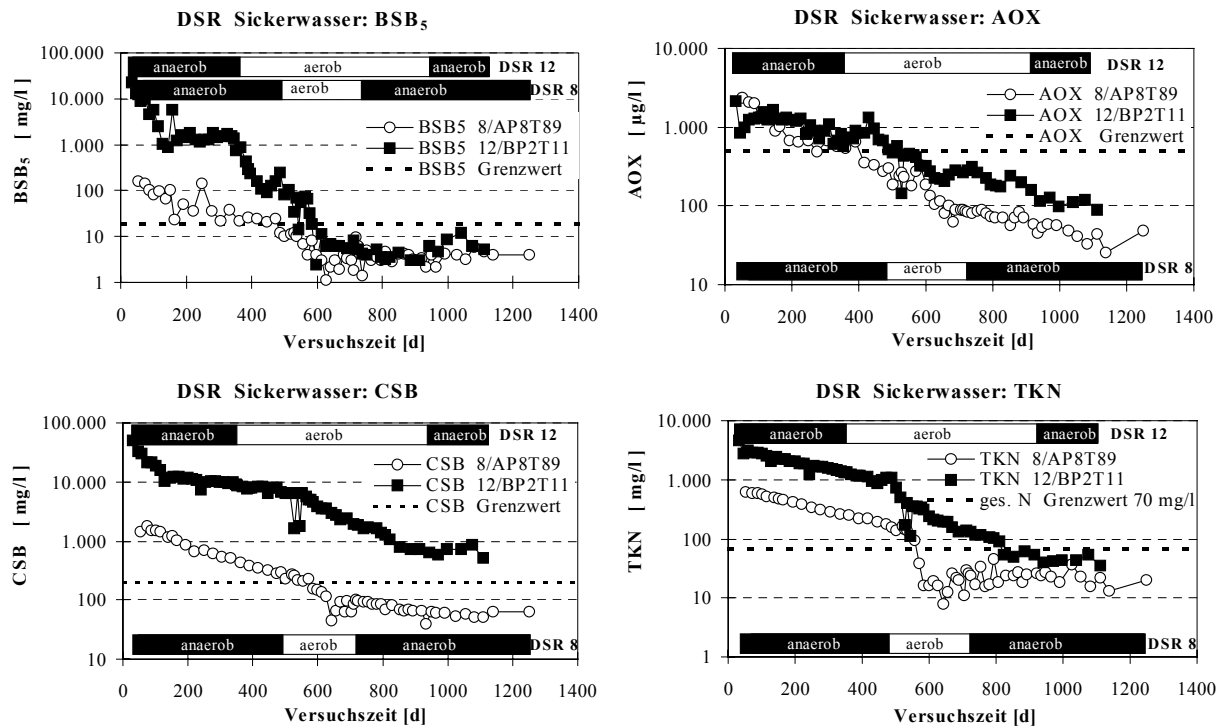 DSR Sickerwasser: BSB5
BSB5 [ mg/l ]
100.000
10.000
1.000
100
10
1
anaerob aerob anaerob DSR 12
anaerob aerob anaerob DSR 8
BSB5 8/AP8T89
BSB5 12/BP2T11
BSB5 Grenzwert
0 200 400 600 800 1000 1200 1400
Versuchszeit [d]
DSR Sickerwasser: AOX
AOX [ µg/l ]
10.000
1.000
100
10
anaerob aerob anaerob DSR 12
AOX 8/AP8T89
AOX 12/BP2T11
AOX Grenzwert
anaerob aerob anaerob DSR 8
0 200 400 600 800 1000 1200 1400
Versuchszeit [d]
DSR Sickerwasser: CSB
CSB [ mg/l ]
100.000
10.000
1.000
100
10
anaerob aerob anaerob DSR 12
CSB 8/AP8T89
CSB 12/BP2T11
CSB Grenzwert
anaerob aerob anaerob DSR 8
0 200 400 600 800 1000 1200 1400
Versuchszeit [d]
DSR Sickerwasser: TKN
TKN [ mg/l ]
10.000
1.000
100
10
1
anaerob aerob anaerob DSR 12
TKN 8/AP8T89
TKN 12/BP2T11
ges. N Grenzwert 70 mg/l
anaerob aerob anaerob DSR 8
0 200 400 600 800 1000 1200 1400
Versuchszeit [d]